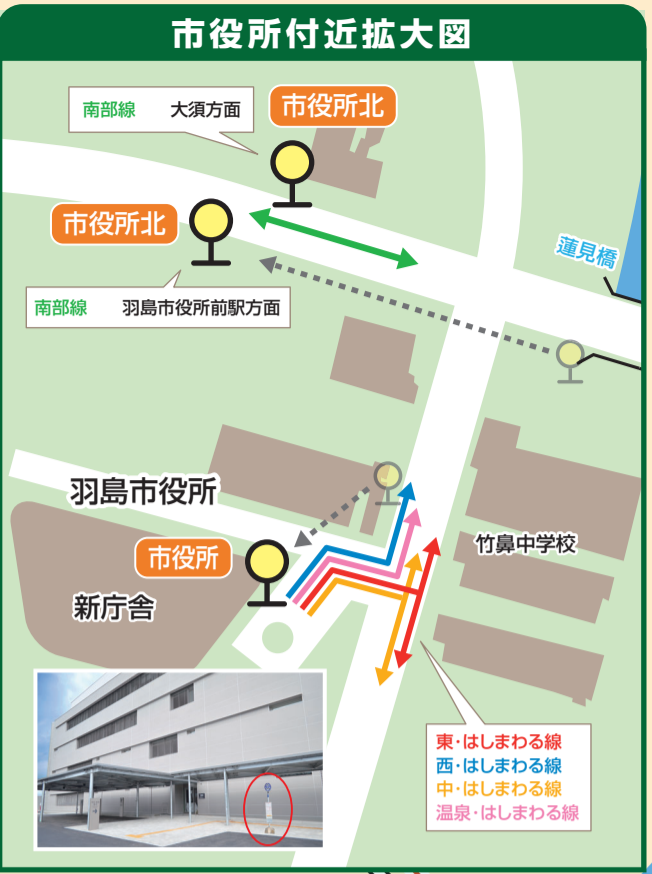 市役所付近拡大図
南部線 大須方面
市役所北
市役所北
蓮見橋
南部線 羽島市役所前駅方面
羽島市役所
市役所
竹鼻中学校
新庁舎
東・はしまわる線
西・はしまわる線
中・はしまわる線
温泉・はしまわる線